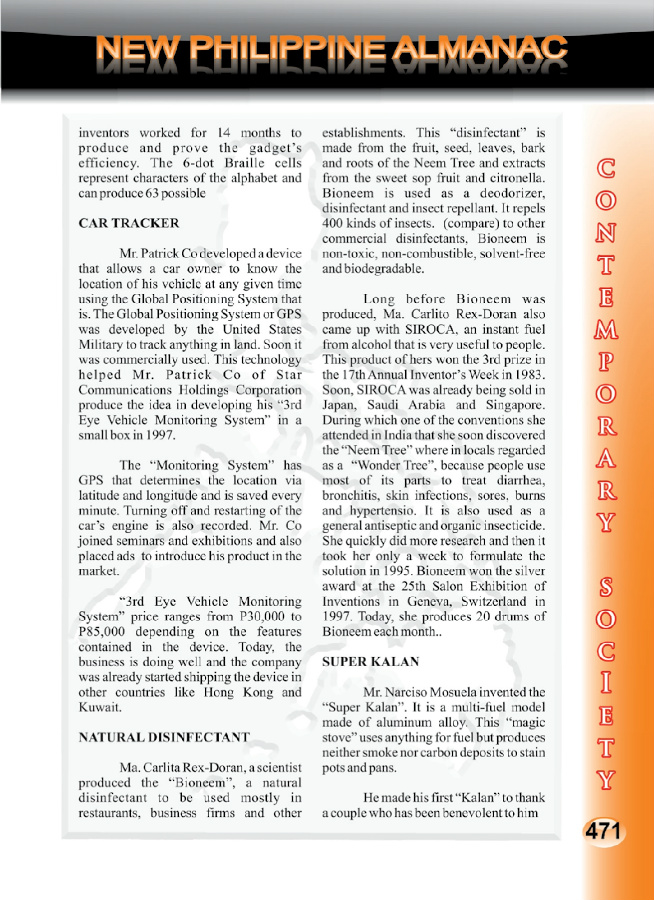 NEW PHILIPPINE ALMANAC
inventors worked for 14 months to
produce and prove the gadget's
efficiency. The 6-dot Braille cells
represent characters of the alphabet and
can produce 63 possible
CAR TRACKER
Mr. Patrick Co developed a device
that allows a car owner to know the
location of his vehicle at any given time
using the Global Positioning System that
is. The Global Positioning System or GPS
was developed by the United States
Military to track anything in land. Soon it
was commercially used. This technology
helped Mr. Patrick Co of Star
Communications Holdings Corporation
produce the idea in developing his "3rd
Eye Vehicle Monitoring System" in a
small box in 1997.
The "Monitoring System" has
GPS that determines the location via
latitude and longitude and is saved every
minute. Turning off and restarting of the
car's engine is also recorded. Mr. Co
joined seminars and exhibitions and also
placed ads to introduce his product in the
market.
"3rd Eye Vehicle Monitoring
System" price ranges from P30,000 to
P85,000 depending on the features
contained in the device. Today, the
business is doing well and the company
was already started shipping the device in
other countries like Hong Kong and
Kuwait.
NATURAL DISINFECTANT
Ma. Carlita Rex-Doran, a scientist
produced the "Bioneem", a natural
disinfectant to be used mostly in
restaurants, business firms and other
establishments. This "disinfectant" is
made from the fruit, seed, leaves, bark
and roots of the Neem Tree and extracts
from the sweet sop fruit and citronella.
Bioneem is used as a deodorizer,
disinfectant and insect repellant. It repels
400 kinds of insects. (compare) to other
commercial disinfectants, Bioneem is
non-toxic, non-combustible, solvent-free
and biodegradable.
Long before Bioneem was
produced, Ma. Carlito Rex-Doran also
came up with SIROCA, an instant fuel
from alcohol that is very useful to people.
This product of hers won the 3rd prize in
the 17th Annual Inventor's Week in 1983.
Soon, SIROCA was already being sold in
Japan, Saudi Arabia and Singapore.
During which one of the conventions she
attended in India that she soon discovered
the "Neem Tree" where in locals regarded
as a "Wonder Tree", because people use
most of its parts to treat diarrhea,
bronchitis, skin infections, sores, burns
and hypertensio. It is also used as a
general antiseptic and organic insecticide.
She quickly did more research and then it
took her only a week to formulate the
solution in 1995. Bioneem won the silver
award at the 25th Salon Exhibition of
Inventions in Geneva, Switzerland in
1997. Today, she produces 20 drums of
Bioneem each month..
SUPER KALAN
Mr. Narciso Mosuela invented the
"Super Kalan". It is a multi-fuel model
made of aluminum alloy. This "magic
stove" uses anything for fuel but produces
neither smoke nor carbon deposits to stain
pots and pans.
He made his first "Kalan" to thank
a couple who has been benevolent to him
CONTEMPORARY SOCIETY
471